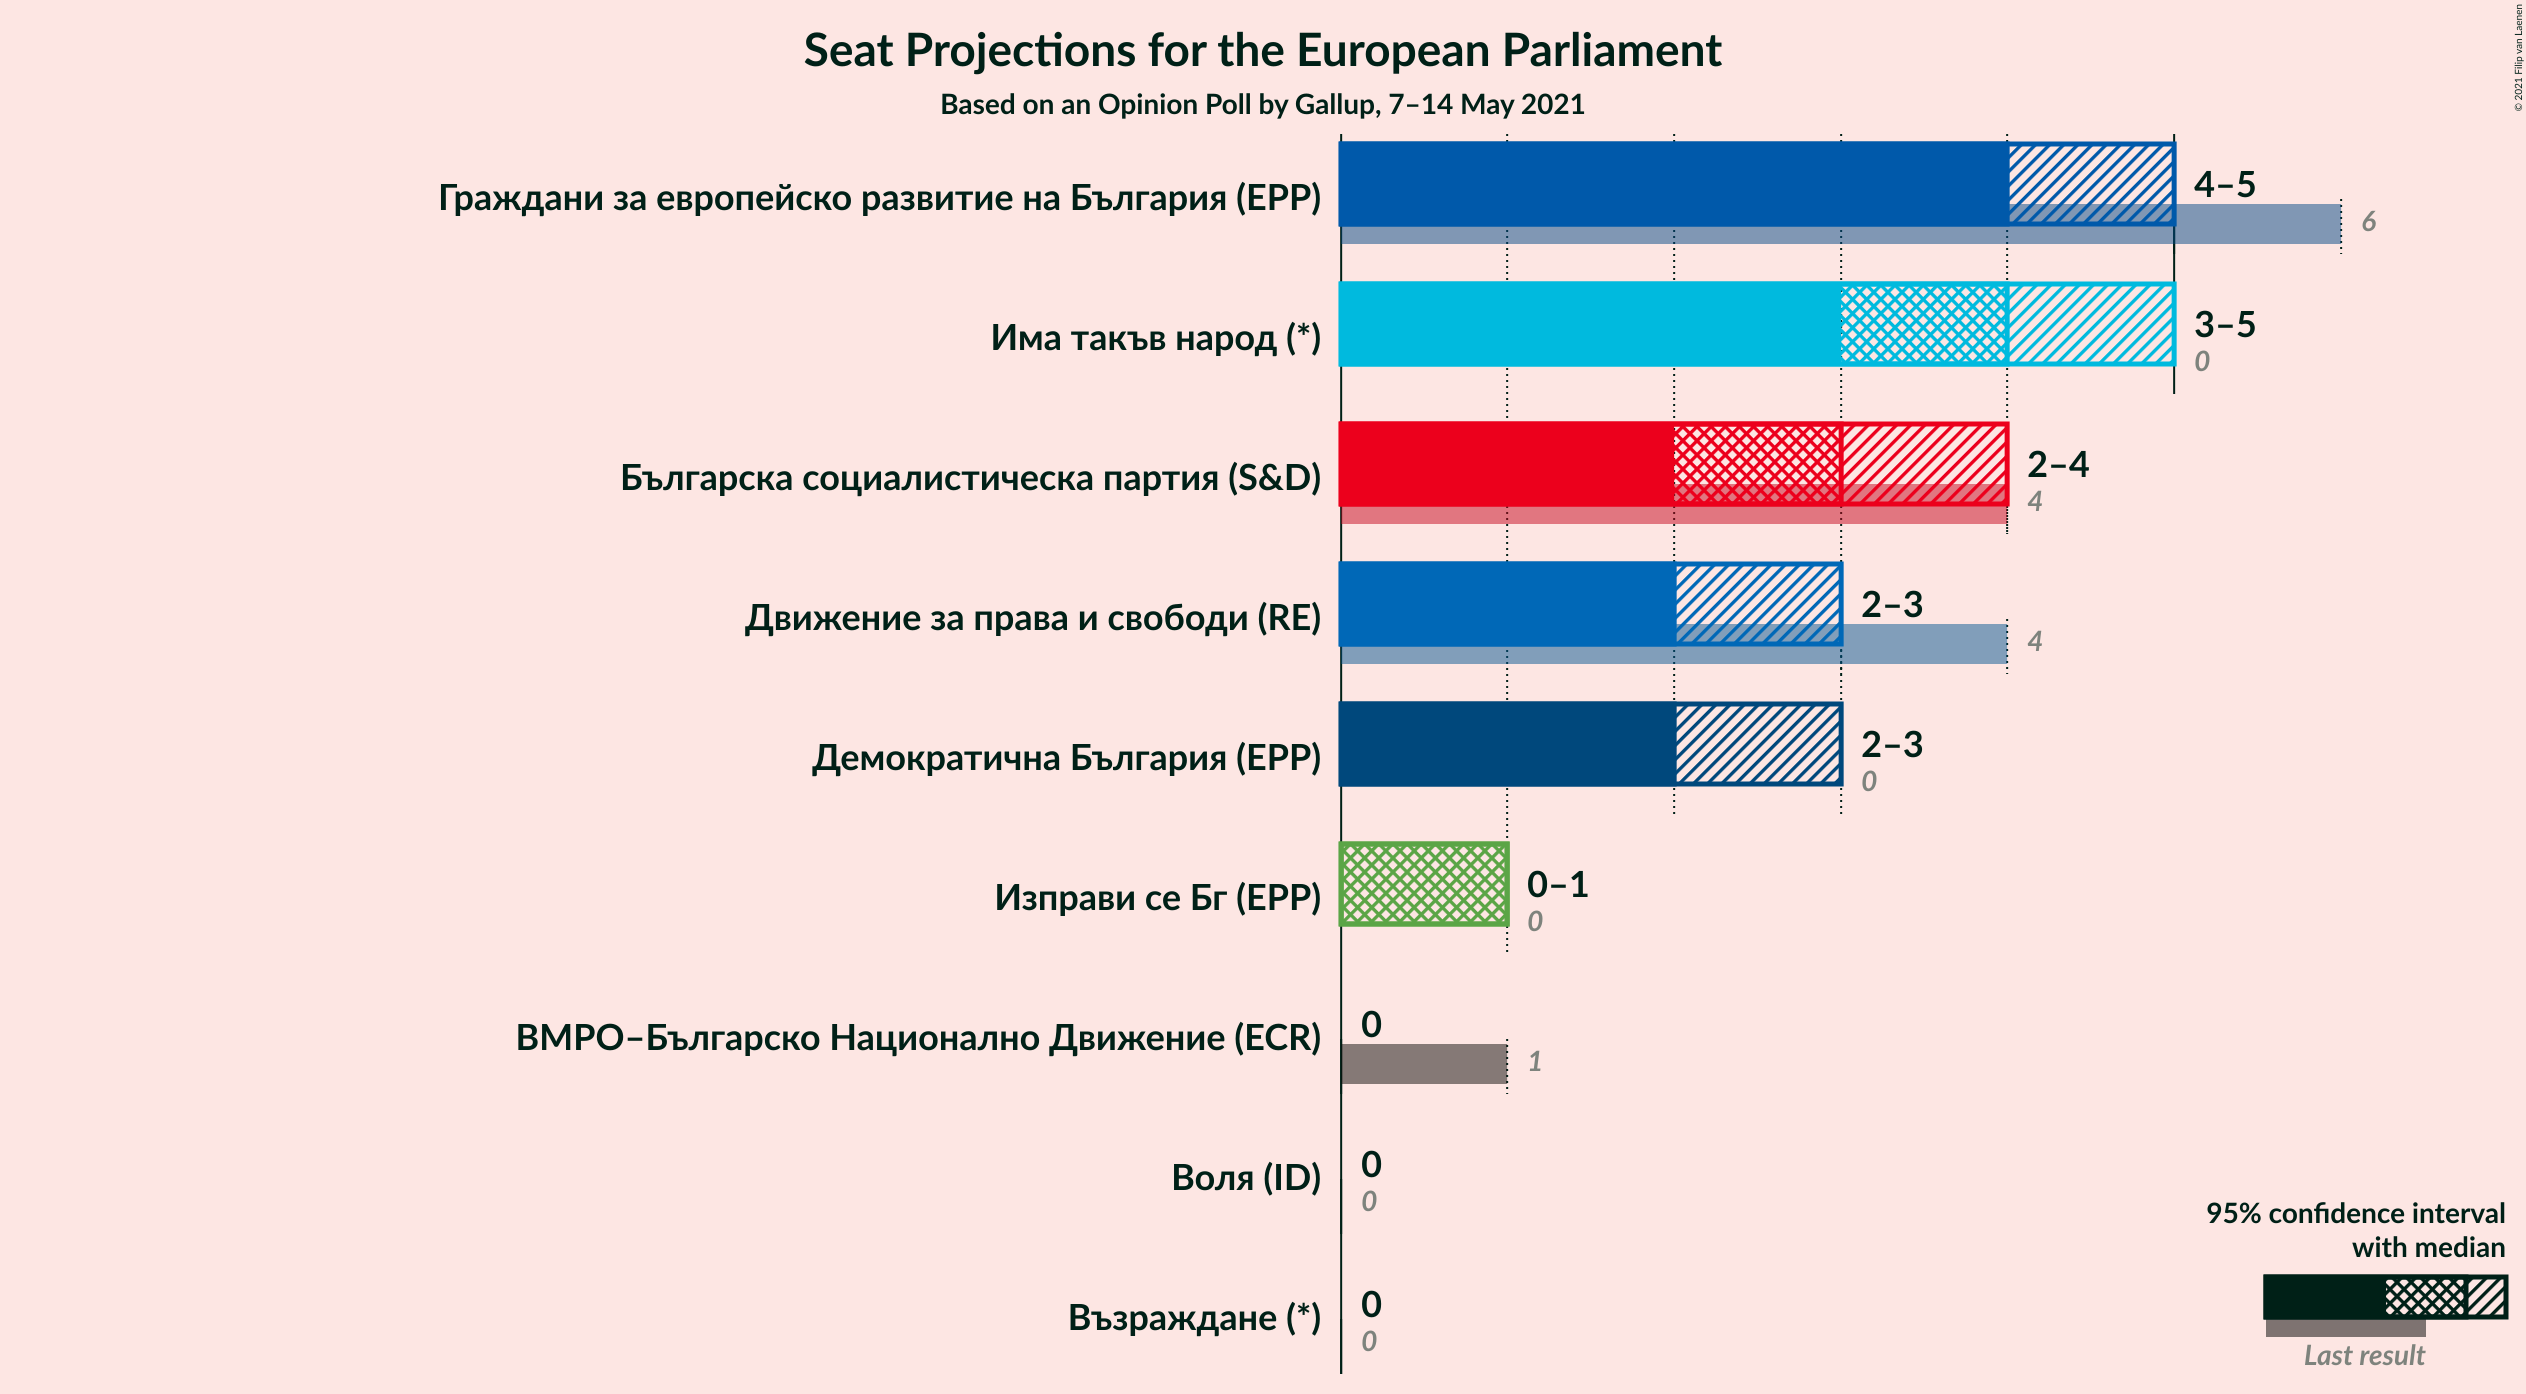 Seat Projections for the European Parliament
Based on an Opinion Poll by Gallup, 7–14 May 2021
© 2021 Filip van Laenen
Граждани за европейско развитие на България (EPP)
4–5
6
Има такъв народ (*)
3–5
0
Българска социалистическа партия (S&D)
2–4
4
Движение за права и свободи (RE)
2–3
4
Демократична България (EPP)
2–3
0
Изправи се Бг (EPP)
0–1
0
ВМРО–Българско Национално Движение (ECR)
0
1
Воля (ID)
0
0
Възраждане (*)
0
0
95% confidence interval
with median
Last result